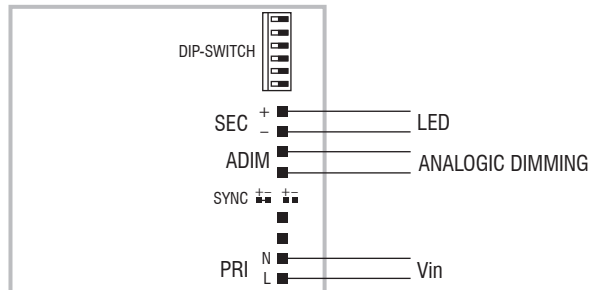 DIP-SWITCH
SEC + LED
−
ADIM ANALOGIC DIMMING
SYNC +− +−
N
PRI Vin
L